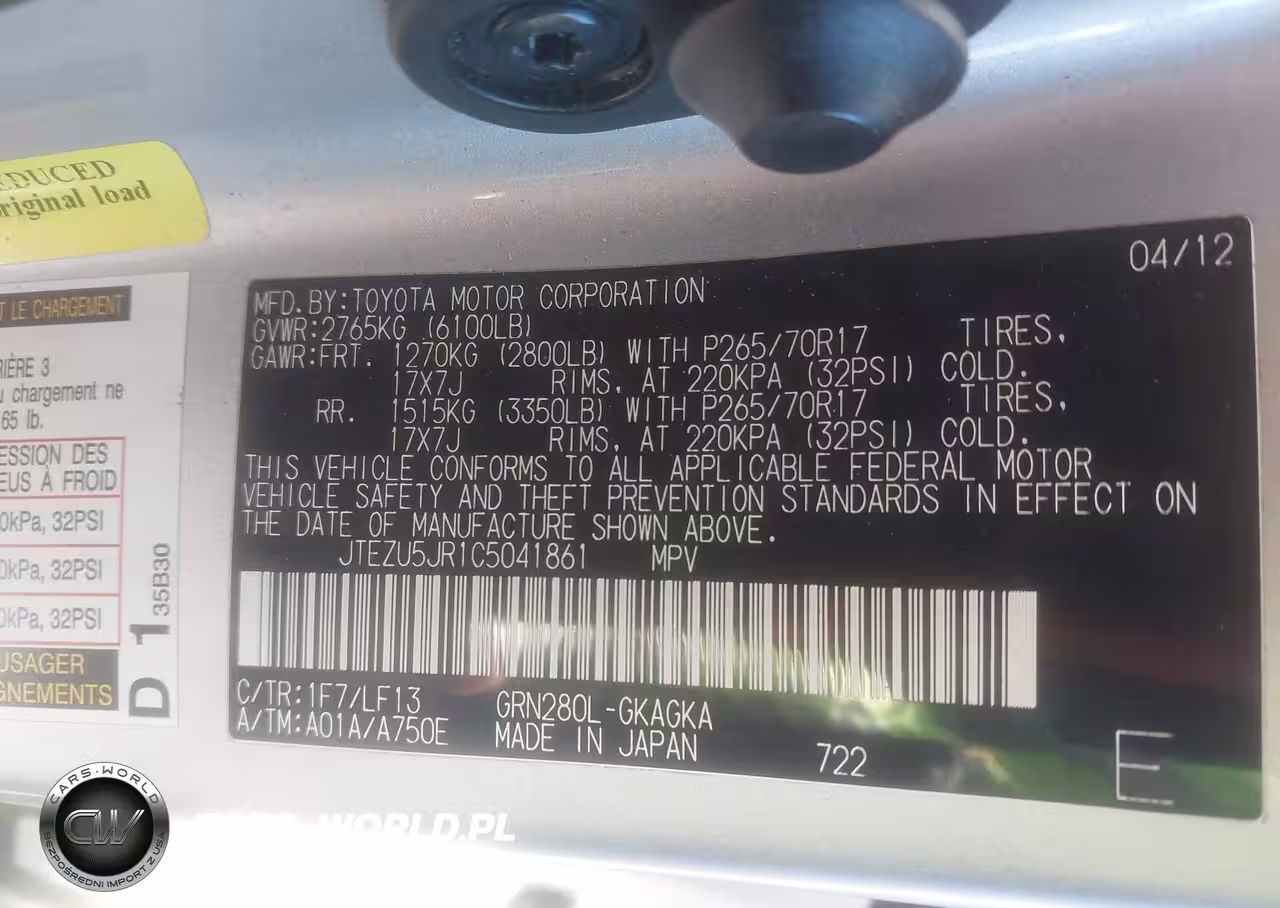 EDUCED
riginal load
T LE CHARGEMENT
RIÈRE 3
u chargement ne
65 lb.
ESSION DES
EUS À FROID
0kPa, 32PSI
0kPa, 32PSI
0kPa, 32PSI
USAGER
GNEMENTS
D 1 35B30
04/12
MFD.BY:TOYOTA MOTOR CORPORATION
GVWR:2765KG (6100LB)
GAWR:FRT. 1270KG (2800LB) WITH P265/70R17 TIRES,
17X7J RIMS, AT 220KPA (32PSI) COLD.
RR. 1515KG (3350LB) WITH P265/70R17 TIRES,
17X7J RIMS, AT 220KPA (32PSI) COLD.
THIS VEHICLE CONFORMS TO ALL APPLICABLE FEDERAL MOTOR
VEHICLE SAFETY AND THEFT PREVENTION STANDARDS IN EFFECT ON
THE DATE OF MANUFACTURE SHOWN ABOVE.
JTEZU5JR1C5041861 MPV
C/TR:1F7/LF13
A/TM:A01A/A750E
GRN280L-GKAGKA
MADE IN JAPAN
722
E
CARS-WORLD
CW
BEZPOŚREDNI IMPORT Z USA
CARS-WORLD.PL